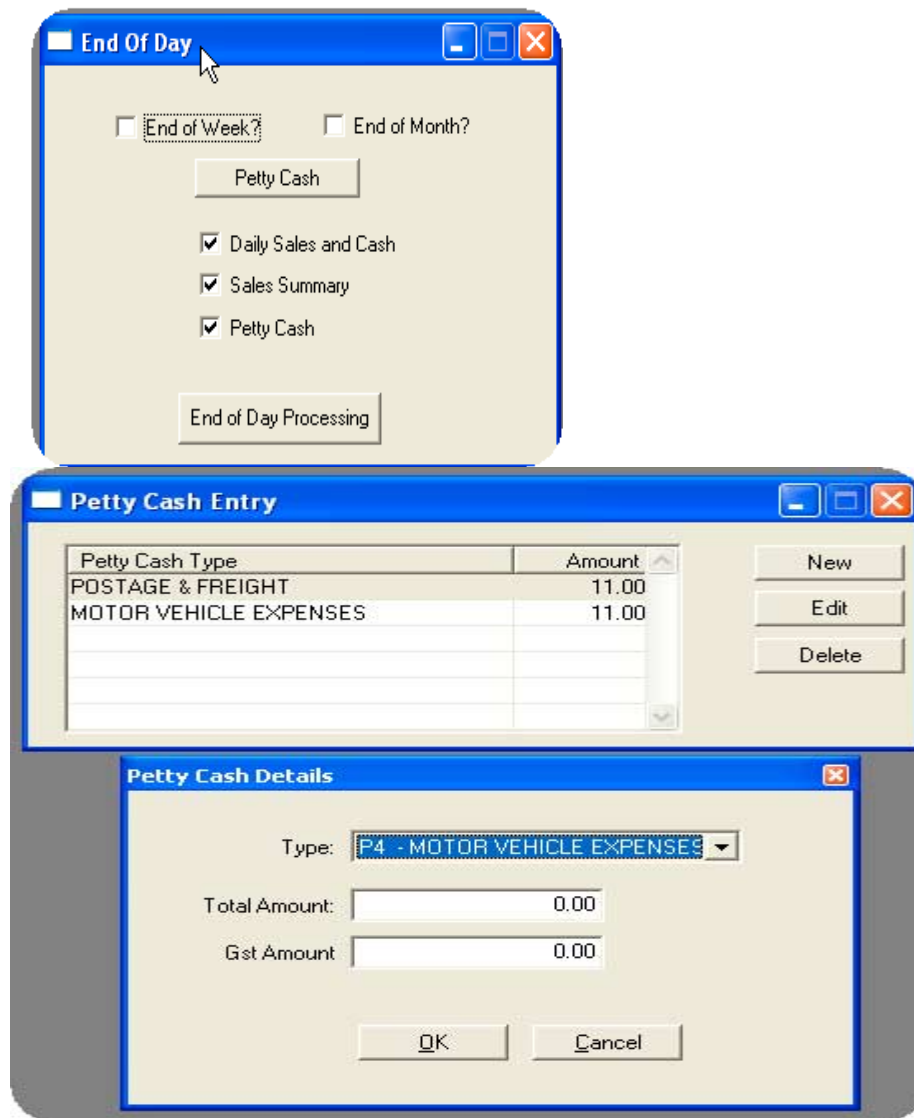 End Of Day
End of Week? End of Month?
Petty Cash
Daily Sales and Cash
Sales Summary
Petty Cash
End of Day Processing
Petty Cash Entry
Petty Cash Type Amount
POSTAGE & FREIGHT 11.00
MOTOR VEHICLE EXPENSES 11.00
New
Edit
Delete
Petty Cash Details
Type: P4 - MOTOR VEHICLE EXPENSES
Total Amount: 0.00
Gst Amount 0.00
OK Cancel